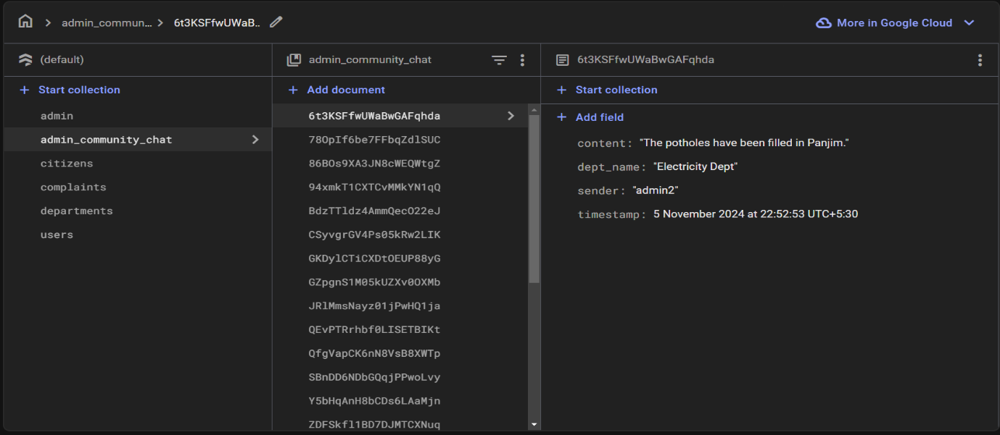 admin_commun... 6t3KSFfwUWaB.. More in Google Cloud
(default)
Start collection
admin
admin_community_chat
citizens
complaints
departments
users
admin_community_chat
Add document
6t3KSFfwUWaBwGAFqhda
78OpIf6be7FFbqZdlSUC
86BOs9XA3JN8cWEQWtgZ
94xmkT1CXTCvMMkYN1qQ
BdzTTldz4AmmQecO22eJ
CSyvgrGV4Ps05kRw2LIK
GKDylCTiCXDtOEUP88yG
GZpgnS1M05kUZXv0OXMb
JRlMmsNayz01jPwHQ1ja
QEvPTRrhbf0LISETBIKt
QfgVapCK6nN8VsB8XWTp
SBnDD6NDbGQqjPPwoLvy
Y5bHqAnH8bCDs6LAaMjn
ZDFSkfl1BD7DJMTCXNuq
6t3KSFfwUWaBwGAFqhda
Start collection
Add field
content: "The potholes have been filled in Panjim."
dept_name: "Electricity Dept"
sender: "admin2"
timestamp: 5 November 2024 at 22:52:53 UTC+5:30